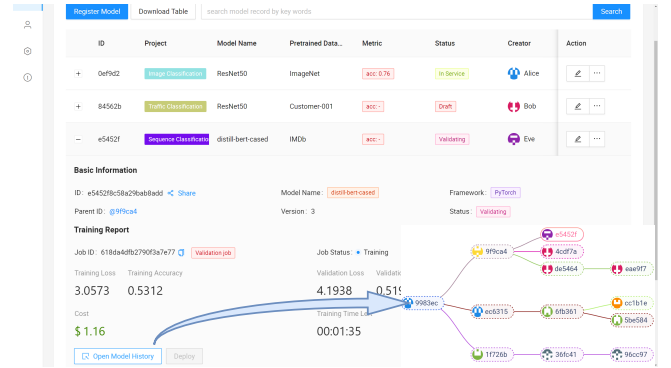 Register Model Download Table search model record by key words Search
ID Project Model Name Pretrained Data... Metric Status Creator Action
+ 0ef9d2 Image Classification ResNet50 ImageNet acc: 0.76 In Service Alice ...
+ 84562b Traffic Classification ResNet50 Customer-001 acc: - Draft Bob ...
− e5452f Sequence Classificatio distill-bert-cased IMDb acc: - Validating Eve ...
Basic Information
ID: e5452f8c58a29bab8add Share Model Name: distill-bert-cased Framework: PyTorch
Parent ID: @9f9ca4 Version: 3 Status: Validating
Training Report
Job ID: 618da4dfb2790f3a7e77 Validation job Job Status: Training
Training Loss Training Accuracy Validation Loss
3.0573 0.5312 4.1938
Cost Training Time
$ 1.16 00:01:35
Open Model History Deploy
e5452f
9f9ca4 4cdf7a
de5464 eae9f7
9983ec
cc1b1e
ec6315 6fb361
5be584
1f726b 36fc41 96cc97